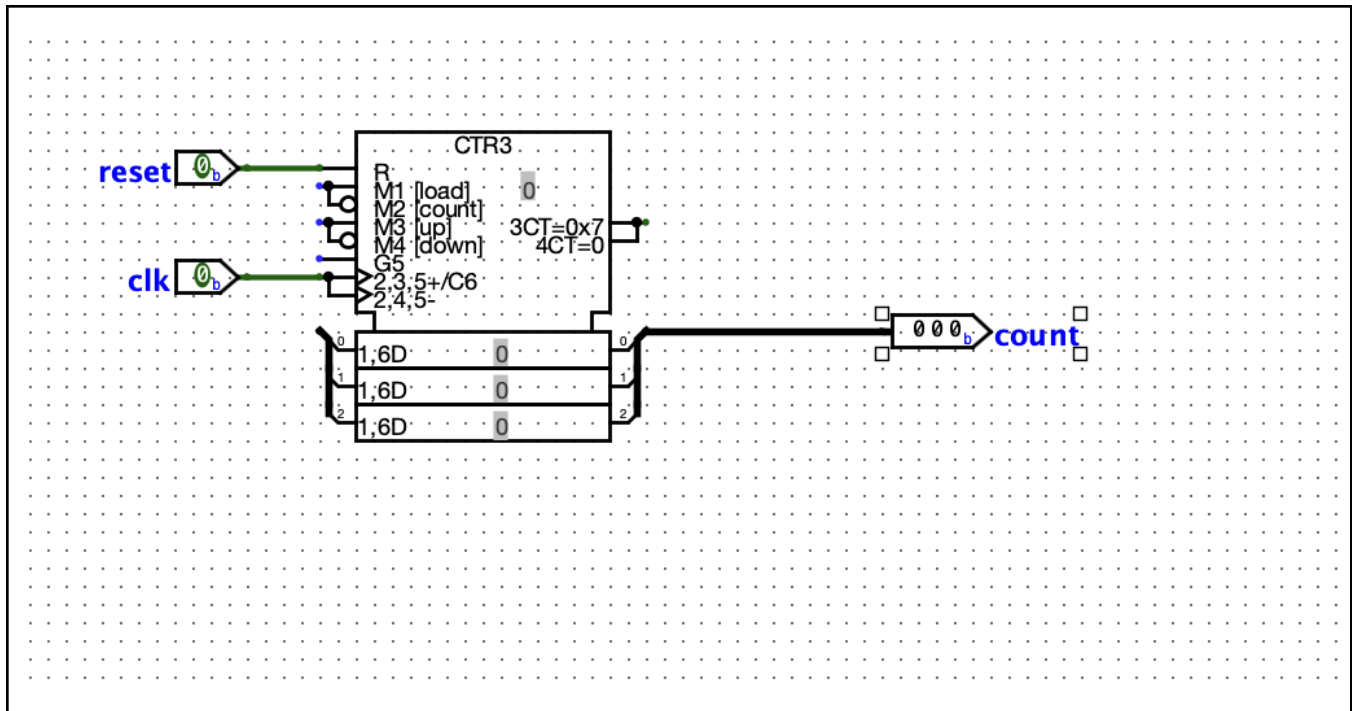 CTR3
reset 0b
R
M1 [load] 0
M2 [count]
M3 [up] 3CT=0x7
M4 [down] 4CT=0
G5
clk 0b
2,3,5+/C6
2,4,5-
000b count
0 1,6D 0 0
1 1,6D 0 1
2 1,6D 0 2